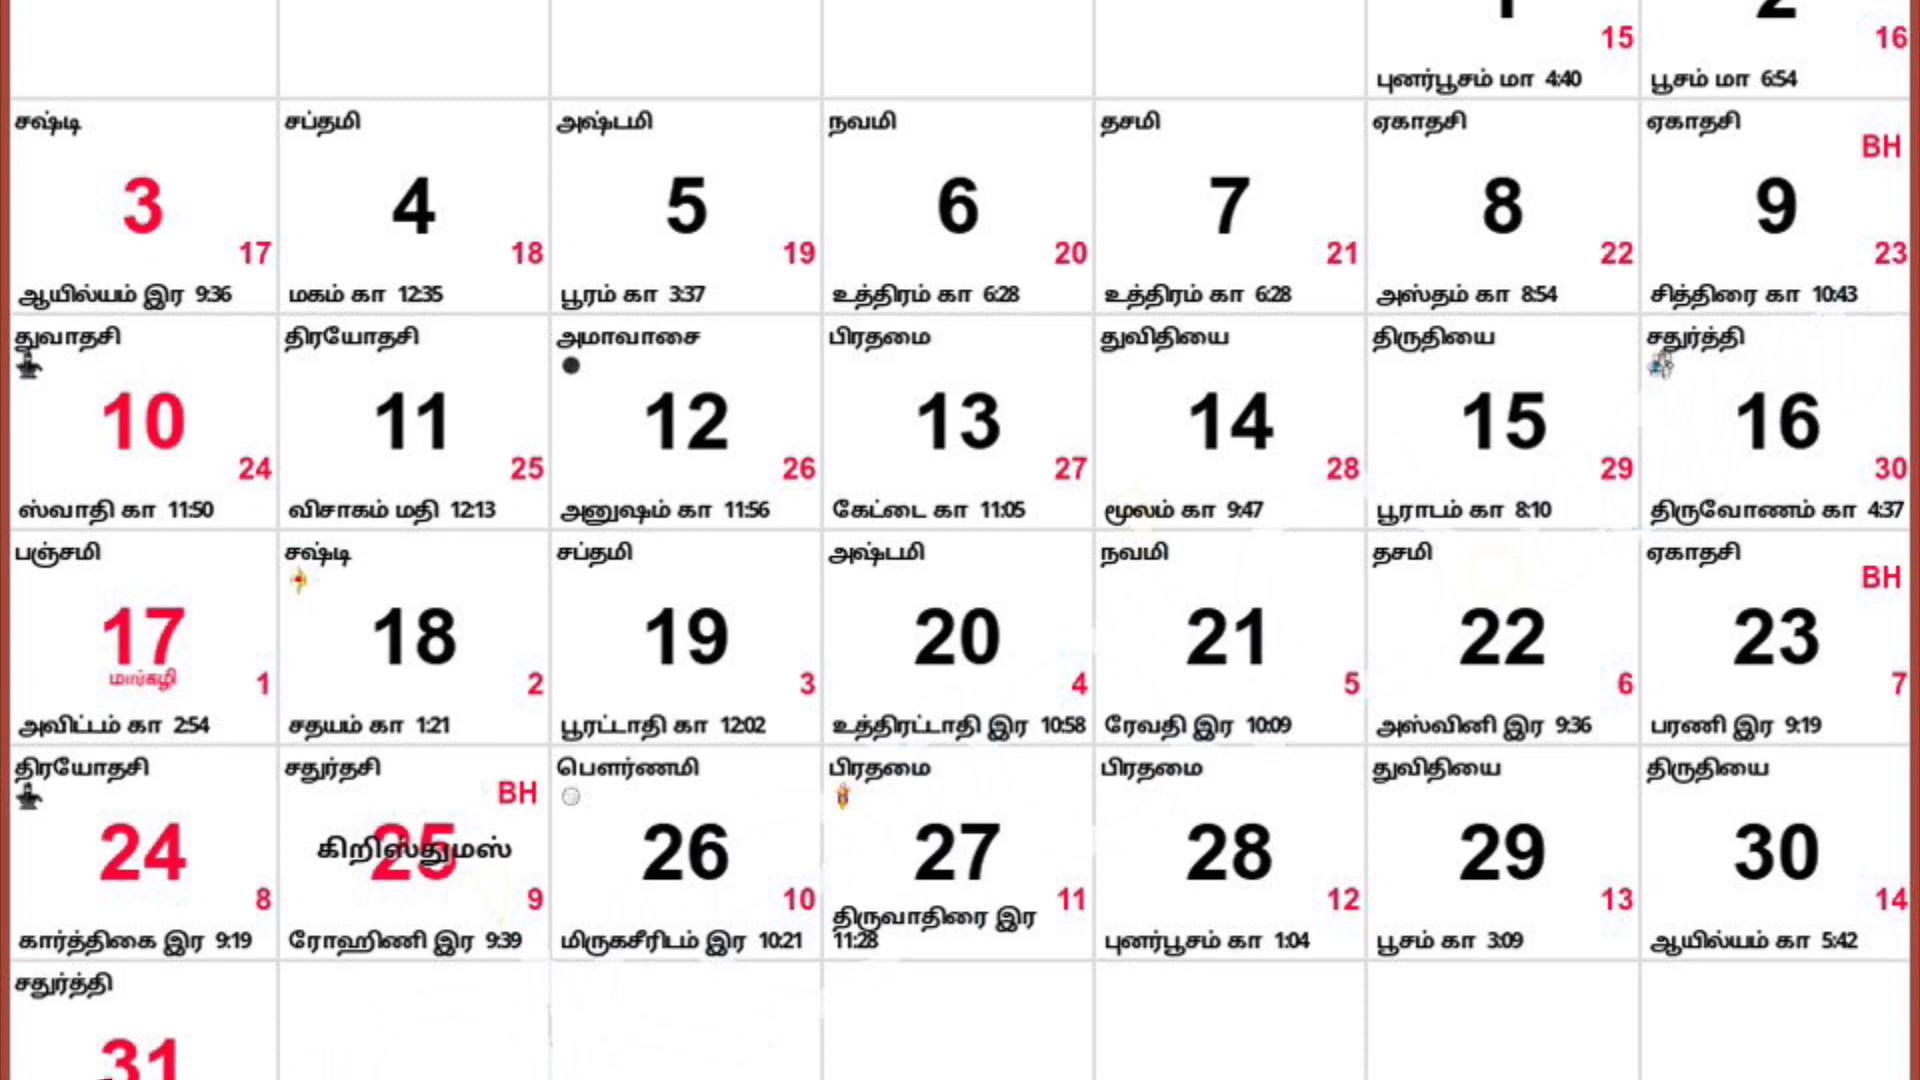 1
2
15
16
புனர்பூசம் மா 4:40
பூசம் மா 6:54
சஷ்டி
சப்தமி
அஷ்டமி
நவமி
தசமி
ஏகாதசி
ஏகாதசி
BH
3
4
5
6
7
8
9
17
18
19
20
21
22
23
ஆயில்யம் இர 9:36
மகம் கா 12:35
பூரம் கா 3:37
உத்திரம் கா 6:28
உத்திரம் கா 6:28
அஸ்தம் கா 8:54
சித்திரை கா 10:43
துவாதசி
திரயோதசி
அமாவாசை
பிரதமை
துவிதியை
திருதியை
சதுர்த்தி
10
11
12
13
14
15
16
24
25
26
27
28
29
30
ஸ்வாதி கா 11:50
விசாகம் மதி 12:13
அனுஷம் கா 11:56
கேட்டை கா 11:05
மூலம் கா 9:47
பூராடம் கா 8:10
திருவோணம் கா 4:37
பஞ்சமி
சஷ்டி
சப்தமி
அஷ்டமி
நவமி
தசமி
ஏகாதசி
BH
17
18
19
20
21
22
23
மார்கழி
1
2
3
4
5
6
7
அவிட்டம் கா 2:54
சதயம் கா 1:21
பூரட்டாதி கா 12:02
உத்திரட்டாதி இர 10:58
ரேவதி இர 10:09
அஸ்வினி இர 9:36
பரணி இர 9:19
திரயோதசி
சதுர்தசி
பௌர்ணமி
பிரதமை
பிரதமை
துவிதியை
திருதியை
BH
24
25
கிறிஸ்துமஸ்
26
27
28
29
30
8
9
10
11
12
13
14
கார்த்திகை இர 9:19
ரோஹிணி இர 9:39
மிருகசீரிடம் இர 10:21
திருவாதிரை இர
11:28
புனர்பூசம் கா 1:04
பூசம் கா 3:09
ஆயில்யம் கா 5:42
சதுர்த்தி
31